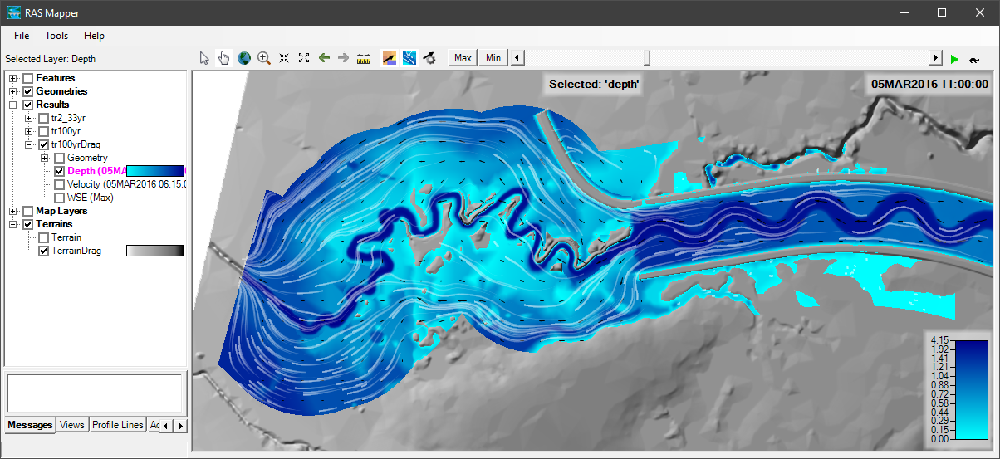 RAS Mapper
File Tools Help
Selected Layer: Depth
Max Min
Features
Geometries
Results
tr2_33yr
tr100yr
tr100yrDrag
Geometry
Depth (05MA
Velocity (05MAR2016 06:15:0
WSE (Max)
Map Layers
Terrains
Terrain
TerrainDrag
Selected: 'depth'
05MAR2016 11:00:00
4.15
1.92
1.41
1.21
1.04
0.88
0.72
0.58
0.44
0.29
0.15
0.00
Messages Views Profile Lines Ac